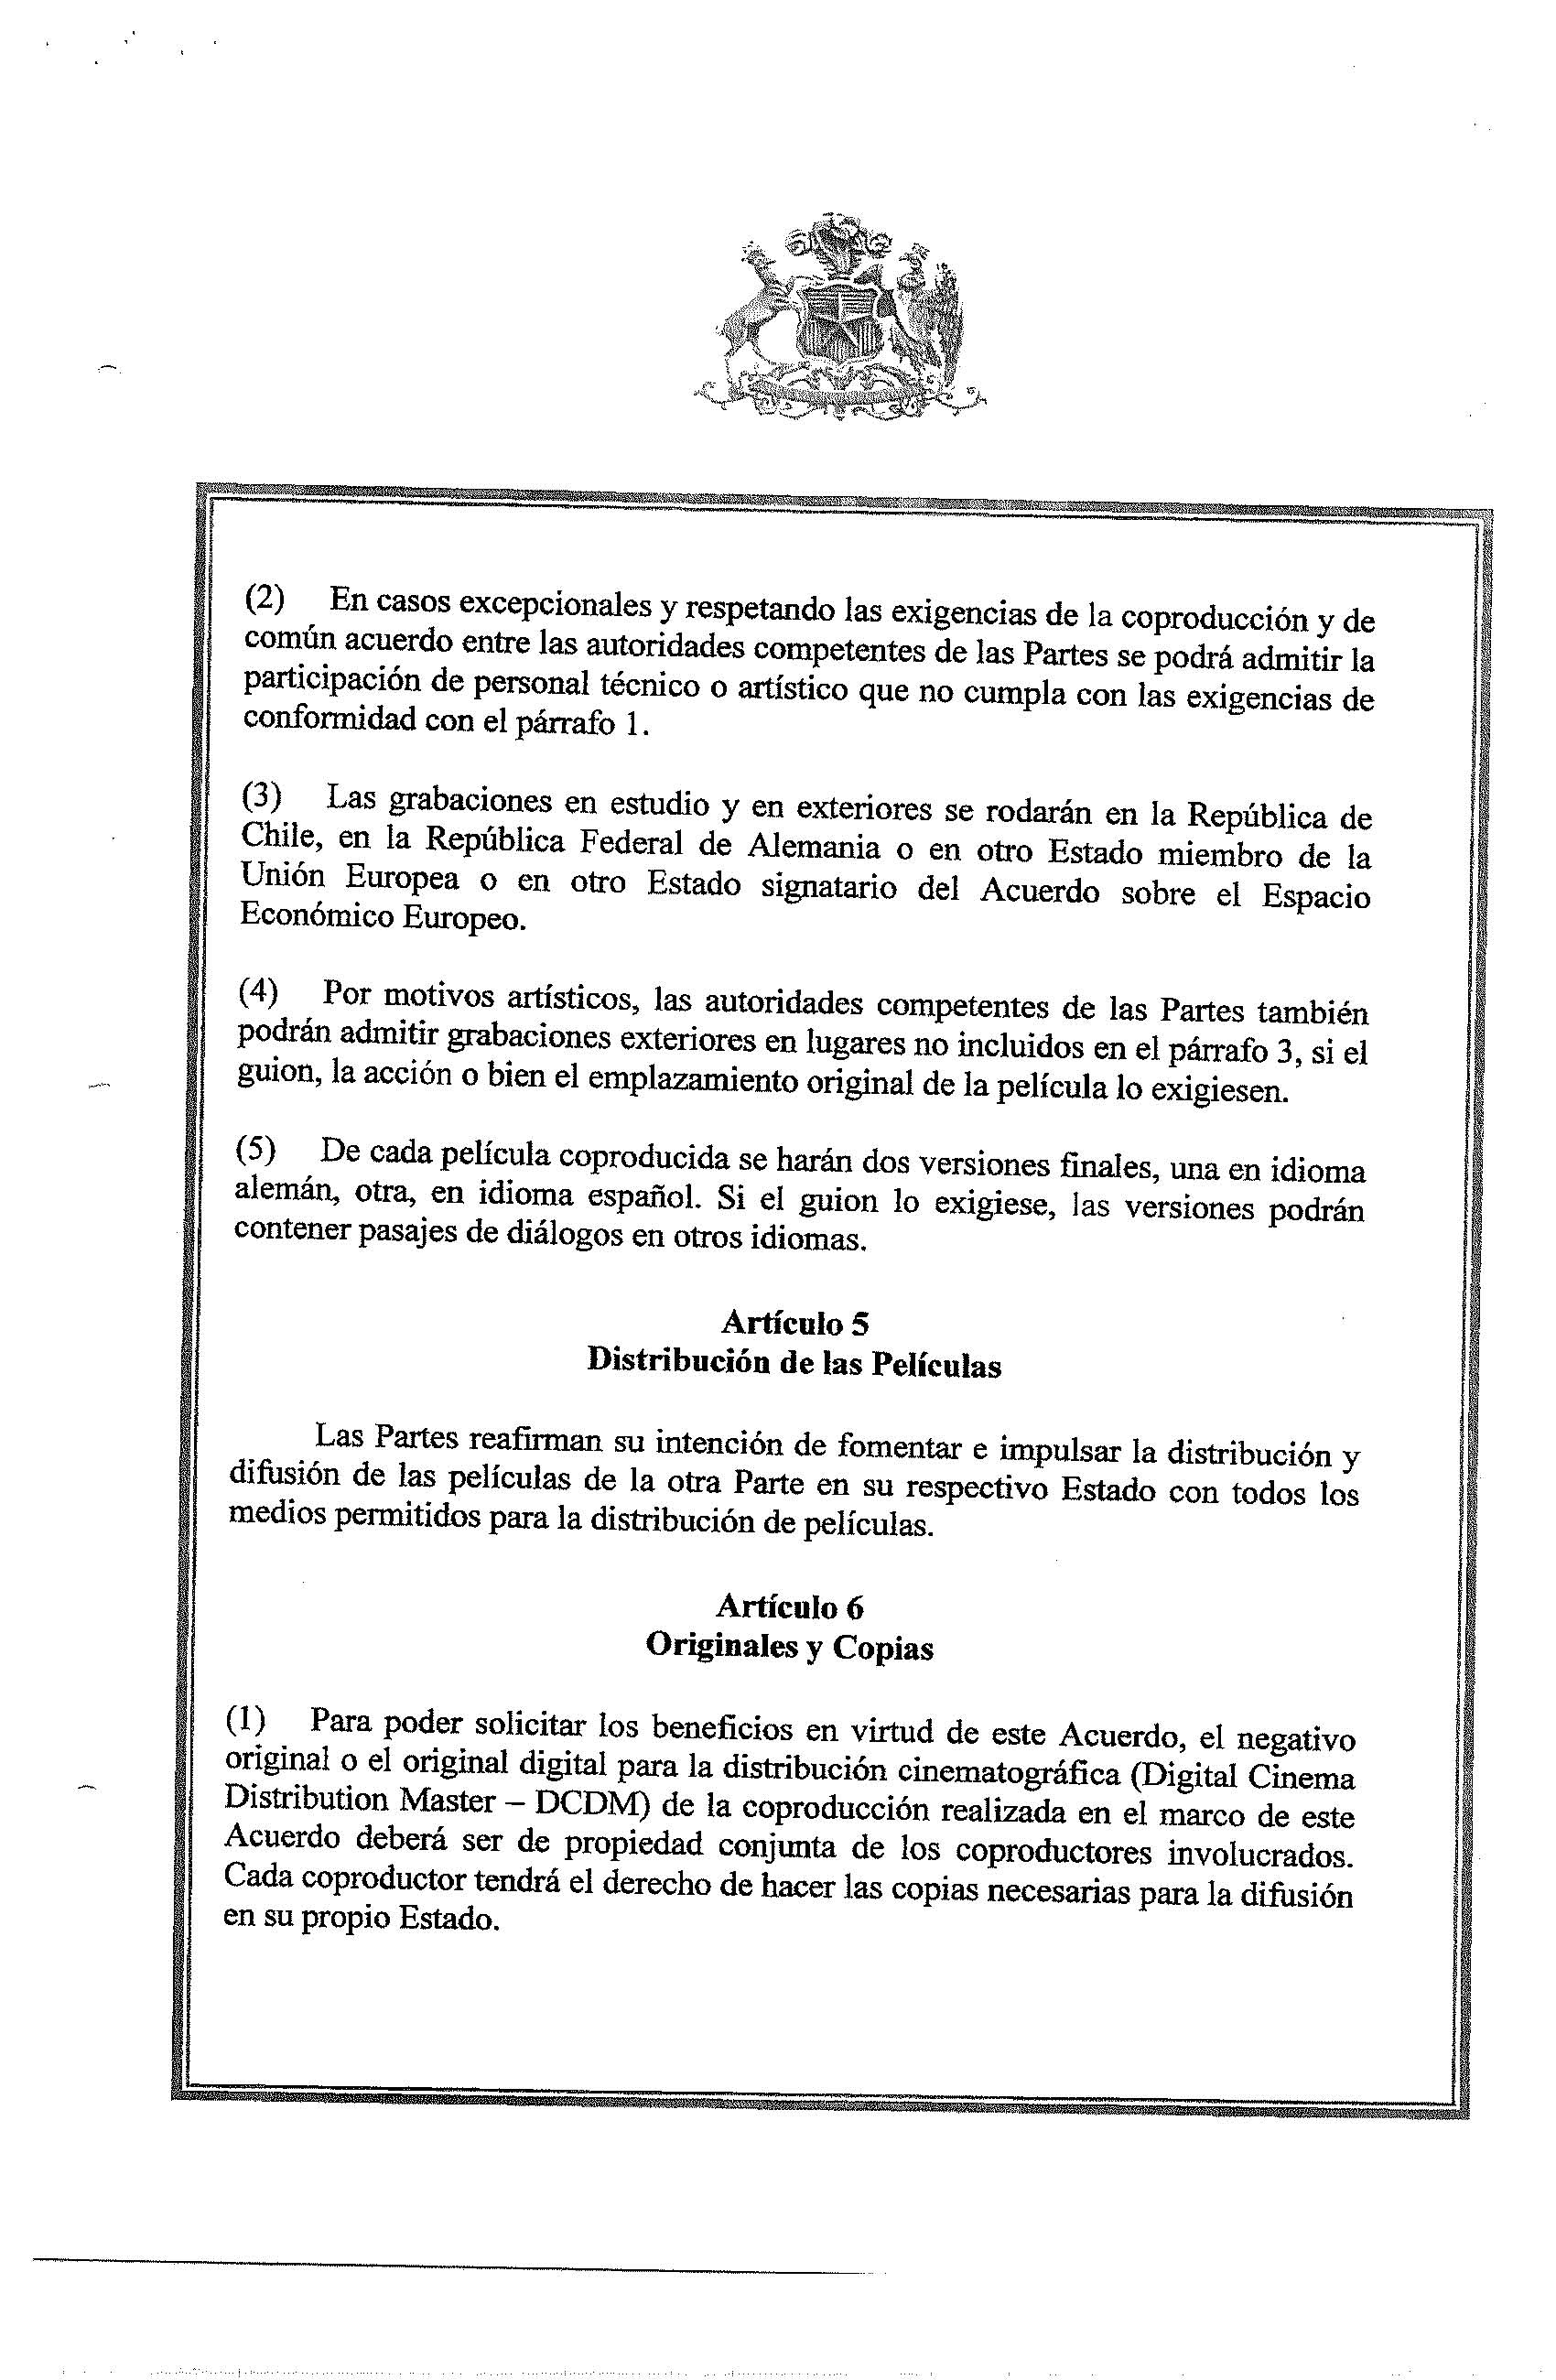 (2) En casos excepcionales y respetando las exigencias de la coproducción y de
común acuerdo entre las autoridades competentes de las Partes se podrá admitir la
participación de personal técnico o artístico que no cumpla con las exigencias de
conformidad con el párrafo 1.
(3) Las grabaciones en estudio y en exteriores se rodarán en la República de
Chile, en la República Federal de Alemania o en otro Estado miembro de la
Unión Europea o en otro Estado signatario del Acuerdo sobre el Espacio
Económico Europeo.
(4) Por motivos artísticos, las autoridades competentes de las Partes también
podrán admitir grabaciones exteriores en lugares no incluidos en el párrafo 3, si el
guion, la acción o bien el emplazamiento original de la película lo exigiesen.
(5) De cada película coproducida se harán dos versiones finales, una en idioma
alemán, otra, en idioma español. Si el guion lo exigiese, las versiones podrán
contener pasajes de diálogos en otros idiomas.
Artículo 5
Distribución de las Películas
Las Partes reafirman su intención de fomentar e impulsar la distribución y
difusión de las películas de la otra Parte en su respectivo Estado con todos los
medios permitidos para la distribución de películas.
Artículo 6
Originales y Copias
(1) Para poder solicitar los beneficios en virtud de este Acuerdo, el negativo
original o el original digital para la distribución cinematográfica (Digital Cinema
Distribution Master – DCDM) de la coproducción realizada en el marco de este
Acuerdo deberá ser de propiedad conjunta de los coproductores involucrados.
Cada coproductor tendrá el derecho de hacer las copias necesarias para la difusión
en su propio Estado.